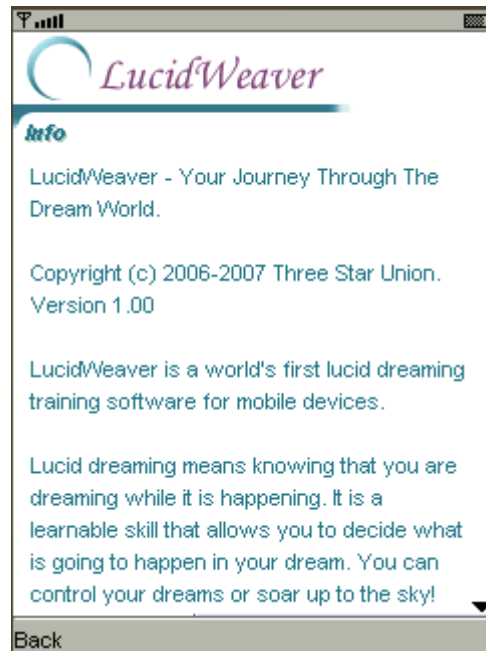 LucidWeaver
Info
LucidWeaver - Your Journey Through The
Dream World.
Copyright (c) 2006-2007 Three Star Union.
Version 1.00
LucidWeaver is a world's first lucid dreaming
training software for mobile devices.
Lucid dreaming means knowing that you are
dreaming while it is happening. It is a
learnable skill that allows you to decide what
is going to happen in your dream. You can
control your dreams or soar up to the sky!
Back